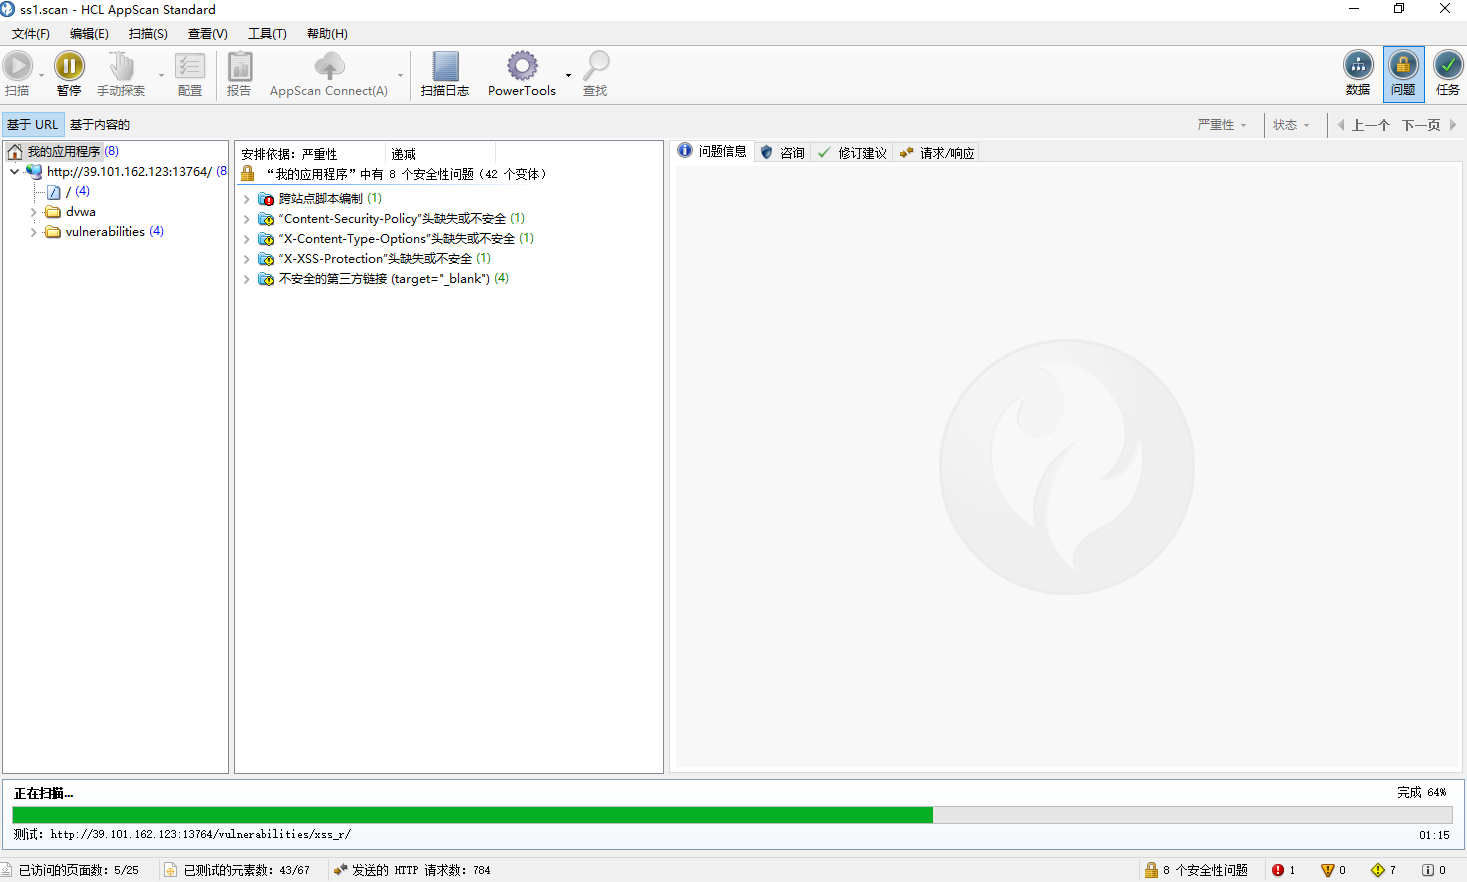 ss1.scan - HCL AppScan Standard
文件(F) 编辑(E) 扫描(S) 查看(V) 工具(T) 帮助(H)
扫描 暂停 手动探索 配置 报告 AppScan Connect(A) 扫描日志 PowerTools 查找 数据 问题 任务
基于 URL 基于内容的 严重性 状态 上一个 下一页
我的应用程序 (8)
http://39.101.162.123:13764/ (8
/ (4)
dvwa
vulnerabilities (4)
安排依据: 严重性 递减
“我的应用程序”中有 8 个安全性问题 (42 个变体)
跨站点脚本编制 (1)
“Content-Security-Policy”头缺失或不安全 (1)
“X-Content-Type-Options”头缺失或不安全 (1)
“X-XSS-Protection”头缺失或不安全 (1)
不安全的第三方链接 (target="_blank") (4)
问题信息 咨询 修订建议 请求/响应
正在扫描... 完成 64%
测试: http://39.101.162.123:13764/vulnerabilities/xss_r/ 01:15
已访问的页面数: 5/25 已测试的元素数: 43/67 发送的 HTTP 请求数: 784 8 个安全性问题 1 0 7 0